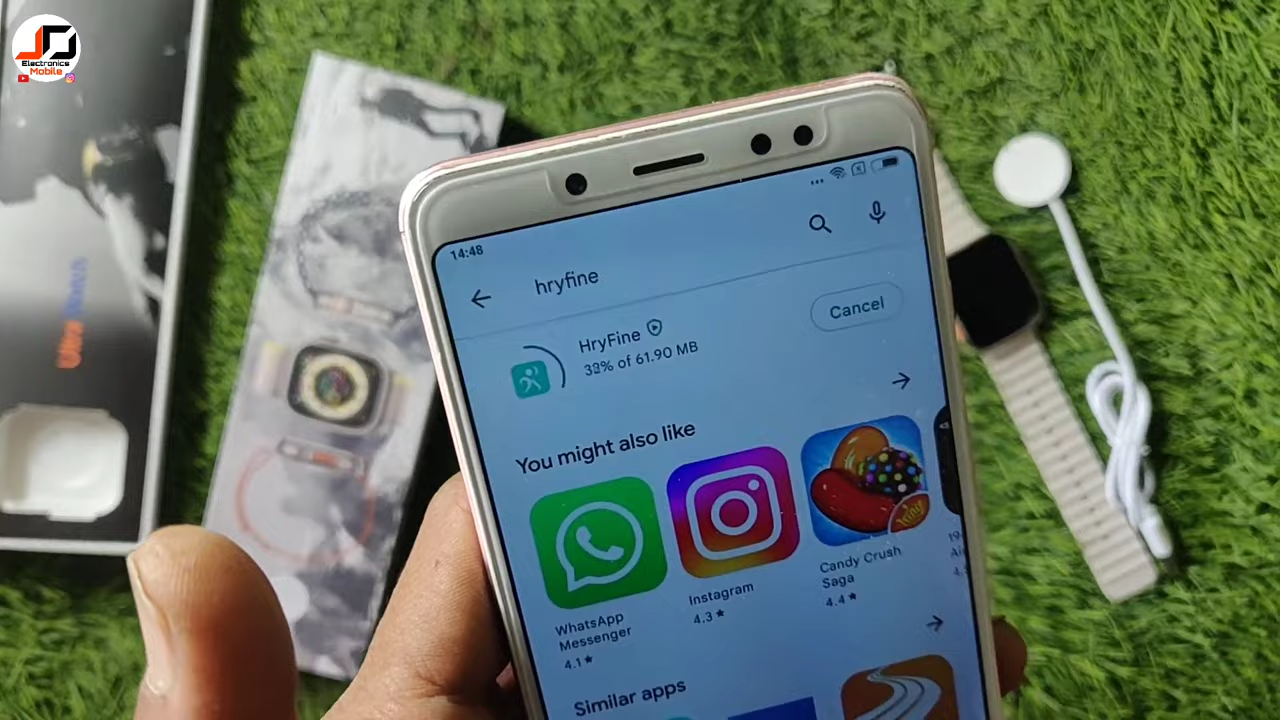 Electronics
Mobile
14:48
hryfine
HryFine
Cancel
38% of 61.90 MB
You might also like
WhatsApp
Messenger
4.1★
Instagram
4.3★
Candy Crush
Saga
4.4★
Similar apps